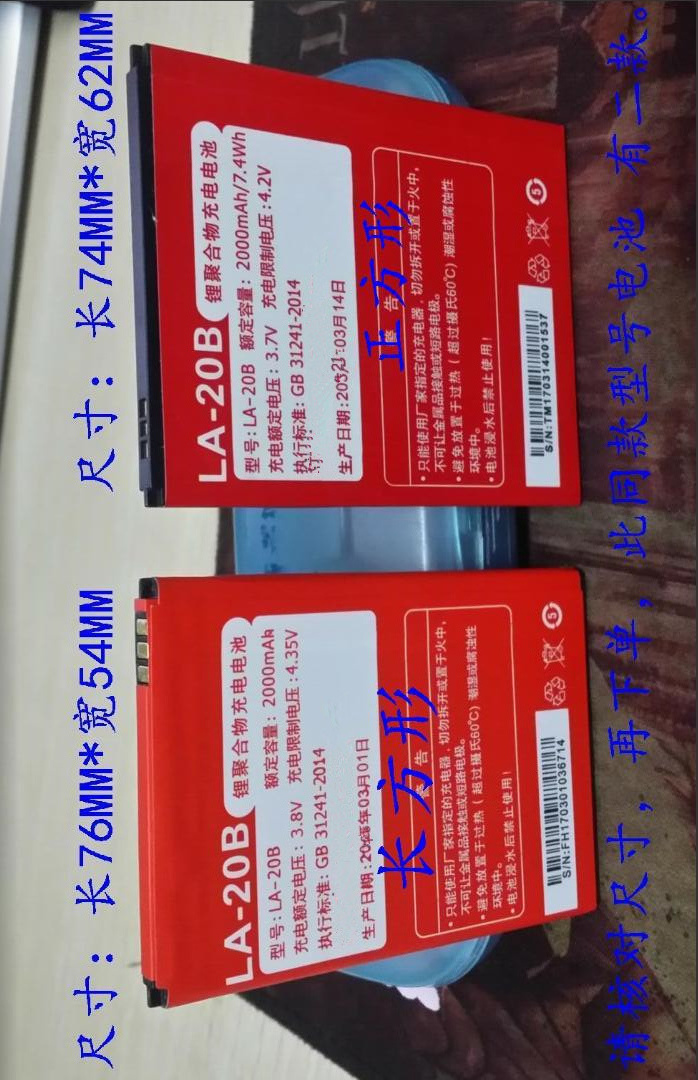 尺寸：长76MM*宽54MM
尺寸：长74MM*宽62MM
LA-20B
锂聚合物充电电池
型号：LA-20B
额定容量：2000mAh
充电额定电压：3.8V
充电限制电压：4.35V
执行标准：GB 31241-2014
年03月01日
生产日期：
长方形
告
·只能使用厂家指定的充电器，切勿拆开或置于火中，
不可让金属品接触或短路电极。
·避免放置于过热（超过摄氏60℃）潮湿或腐蚀性
环境中。
·电池浸水后禁止使用！
S/N:FH170301036714
5
LA-20B
锂聚合物充电电池
型号：LA-20B
额定容量：2000mAh/7.4Wh
充电额定电压：3.7V
充电限制电压：4.2V
执行标准：GB 31241-2014
生产日期：
03月14日
正方形
警 告
·只能使用厂家指定的充电器，切勿拆开或置于火中，
不可让金属品接触或短路电极。
·避免放置于过热（超过摄氏60℃）潮湿或腐蚀性
环境中。
·电池浸水后禁止使用！
S/N:TM170314001537
5
请核对尺寸，再下单，此同款型号电池 有二款。